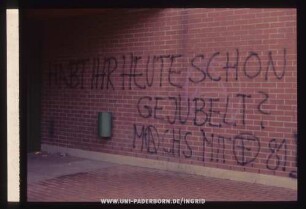 HABT IHR HEUTE SCHON
GEJUBELT?
81
WWW.UNI-PADERBORN.DE/INGRID